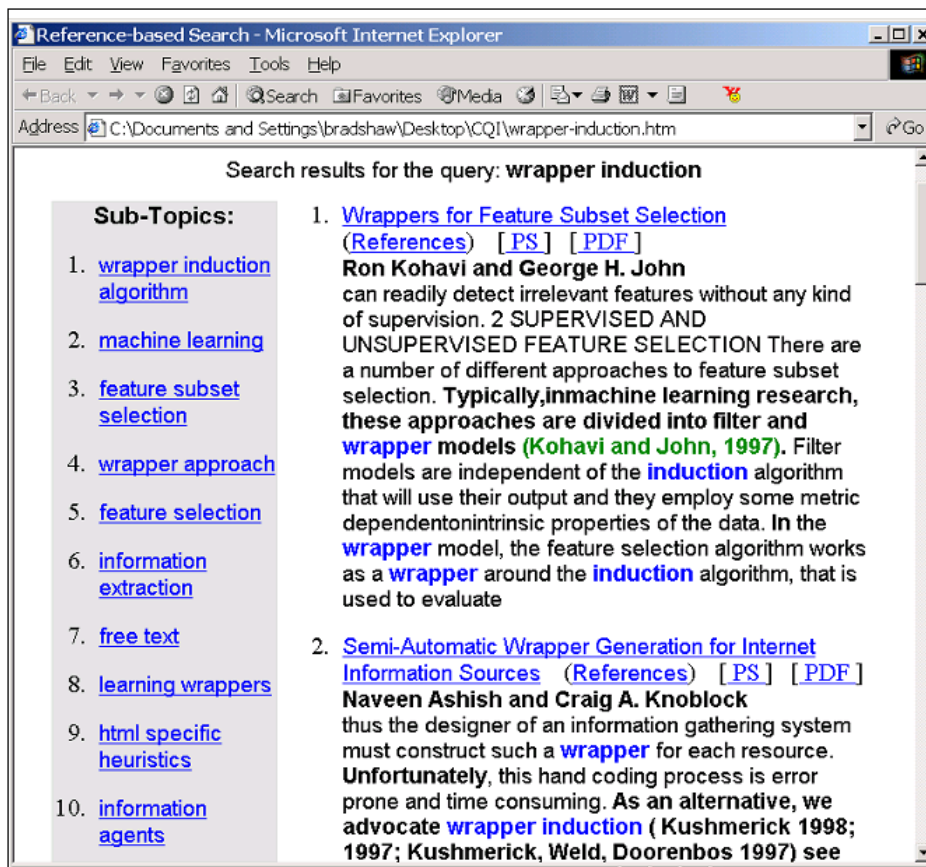 Reference-based Search - Microsoft Internet Explorer
File Edit View Favorites Tools Help
Back Search Favorites Media
Address C:\Documents and Settings\bradshaw\Desktop\CQI\wrapper-induction.htm Go
Search results for the query: wrapper induction
Sub-Topics:
1. wrapper induction
algorithm
2. machine learning
3. feature subset
selection
4. wrapper approach
5. feature selection
6. information
extraction
7. free text
8. learning wrappers
9. html specific
heuristics
10. information
agents
1. Wrappers for Feature Subset Selection
(References) [ PS ] [ PDF ]
Ron Kohavi and George H. John
can readily detect irrelevant features without any kind
of supervision. 2 SUPERVISED AND
UNSUPERVISED FEATURE SELECTION There are
a number of different approaches to feature subset
selection. Typically,inmachine learning research,
these approaches are divided into filter and
wrapper models (Kohavi and John, 1997). Filter
models are independent of the induction algorithm
that will use their output and they employ some metric
dependentonintrinsic properties of the data. In the
wrapper model, the feature selection algorithm works
as a wrapper around the induction algorithm, that is
used to evaluate
2. Semi-Automatic Wrapper Generation for Internet
Information Sources (References) [ PS ] [ PDF ]
Naveen Ashish and Craig A. Knoblock
thus the designer of an information gathering system
must construct such a wrapper for each resource.
Unfortunately, this hand coding process is error
prone and time consuming. As an alternative, we
advocate wrapper induction ( Kushmerick 1998;
1997; Kushmerick, Weld, Doorenbos 1997) see